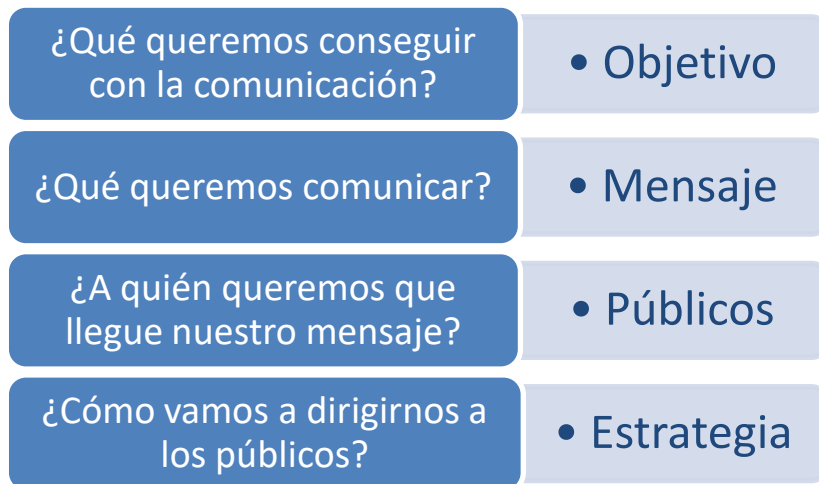 ¿Qué queremos conseguir
con la comunicación?
• Objetivo
¿Qué queremos comunicar?
• Mensaje
¿A quién queremos que
llegue nuestro mensaje?
• Públicos
¿Cómo vamos a dirigirnos a
los públicos?
• Estrategia